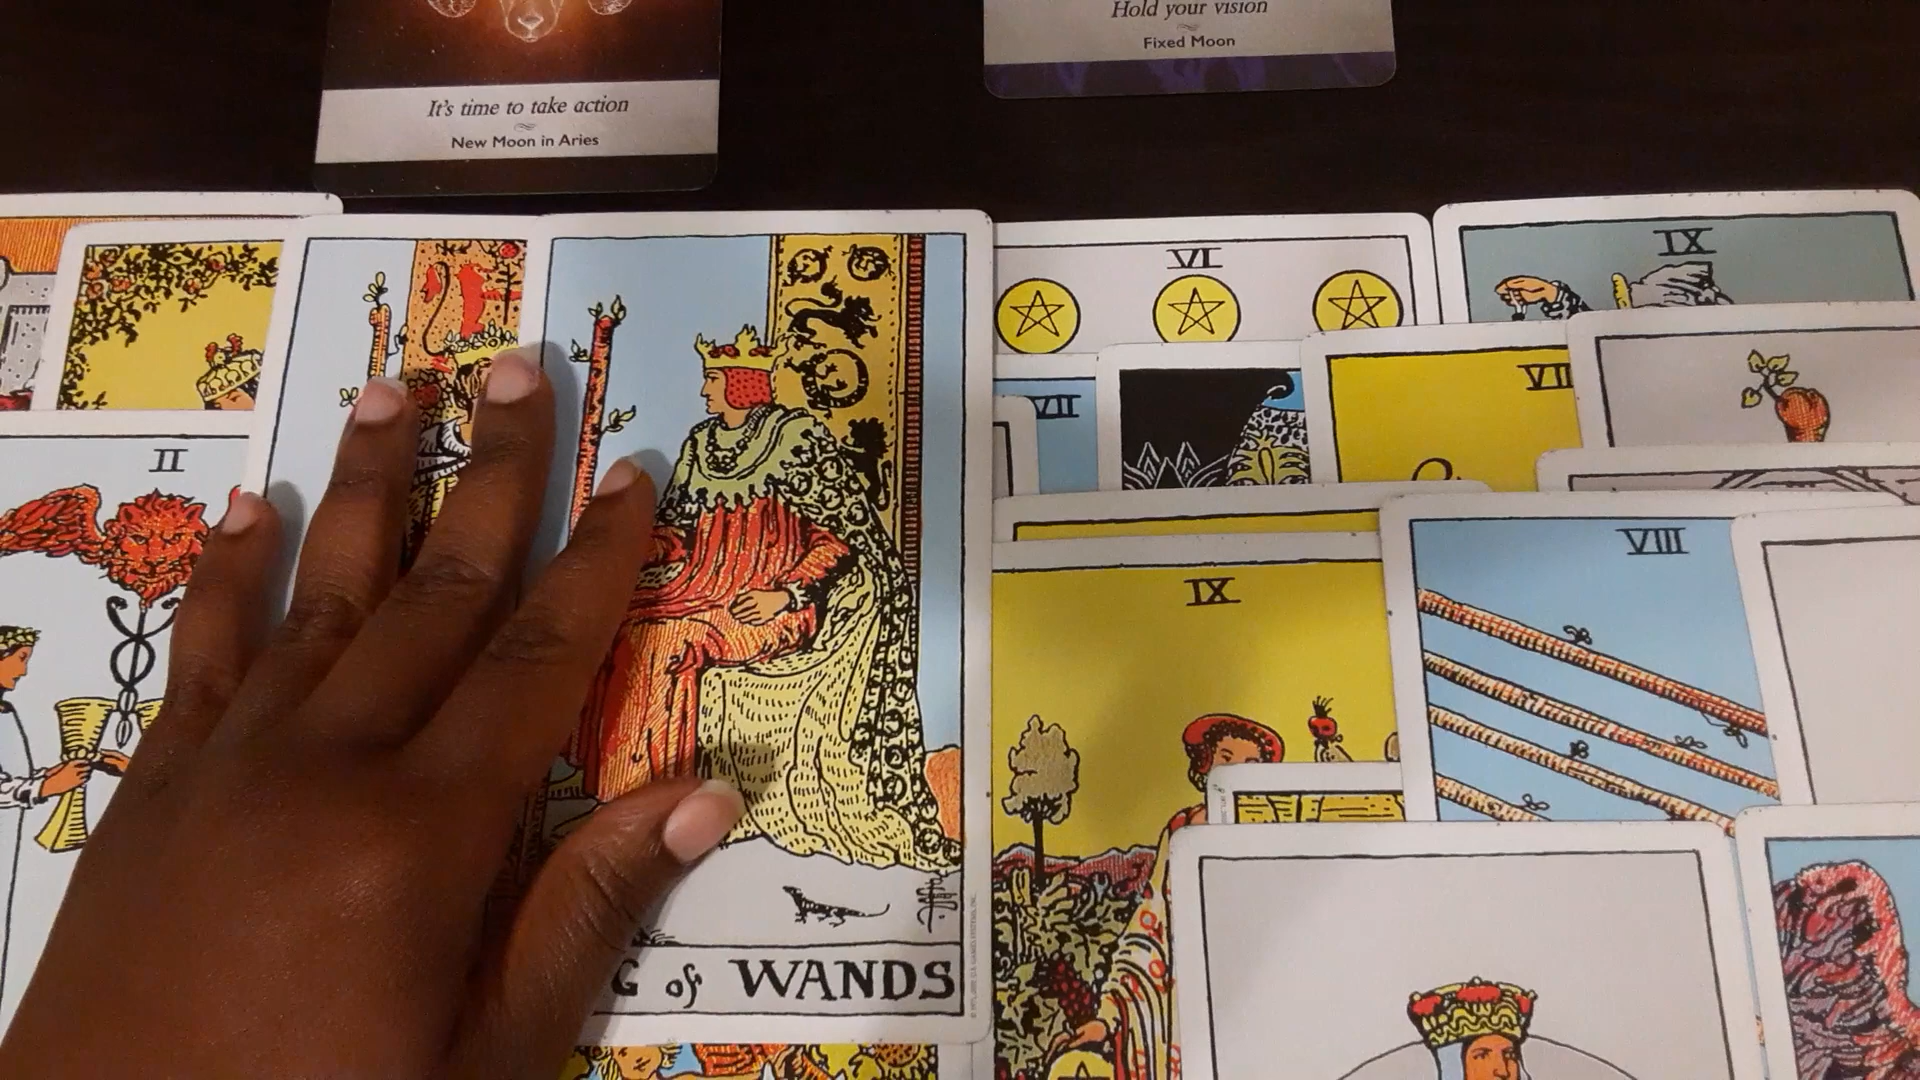 Hold your vision
Fixed Moon
It's time to take action
New Moon in Aries
VI
IX
VII
VII
II
VIII
IX
G of WANDS